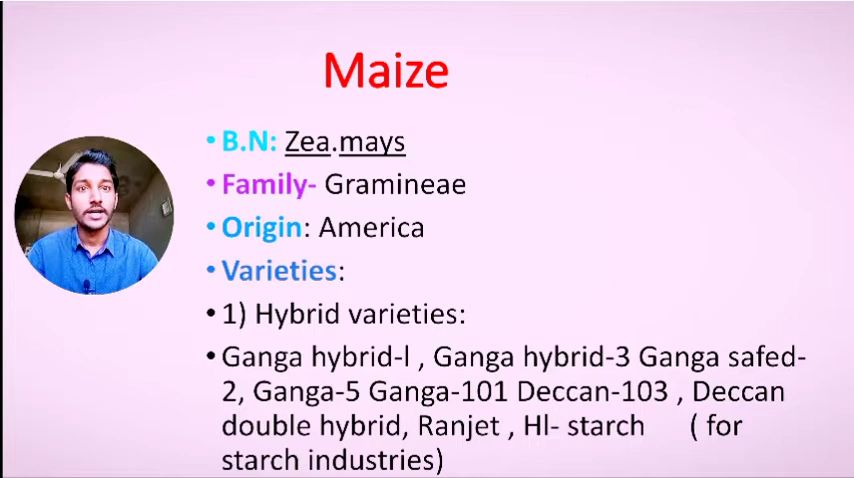 Maize
• B.N: Zea.mays
• Family- Gramineae
• Origin: America
• Varieties:
• 1) Hybrid varieties:
• Ganga hybrid-l , Ganga hybrid-3 Ganga safed-
2, Ganga-5 Ganga-101 Deccan-103 , Deccan
double hybrid, Ranjet , Hl- starch ( for
starch industries)